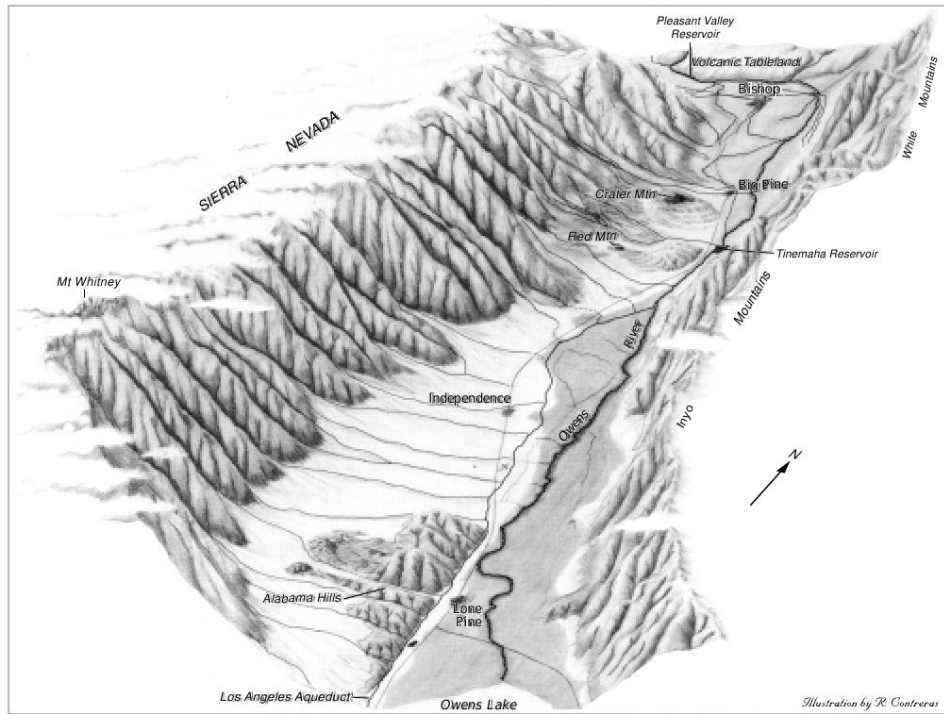 Pleasant Valley
Reservoir
Volcanic Tableland
Bishop
Mountains
White
SIERRA NEVADA
Big Pine
Crater Mtn
Red Mtn
Tinemaha Reservoir
Mt Whitney
Mountains
River
Independence
Owens
Inyo
N
Alabama Hills
Lone
Pine
Los Angeles Aqueduct
Owens Lake
Illustration by R. Contreras